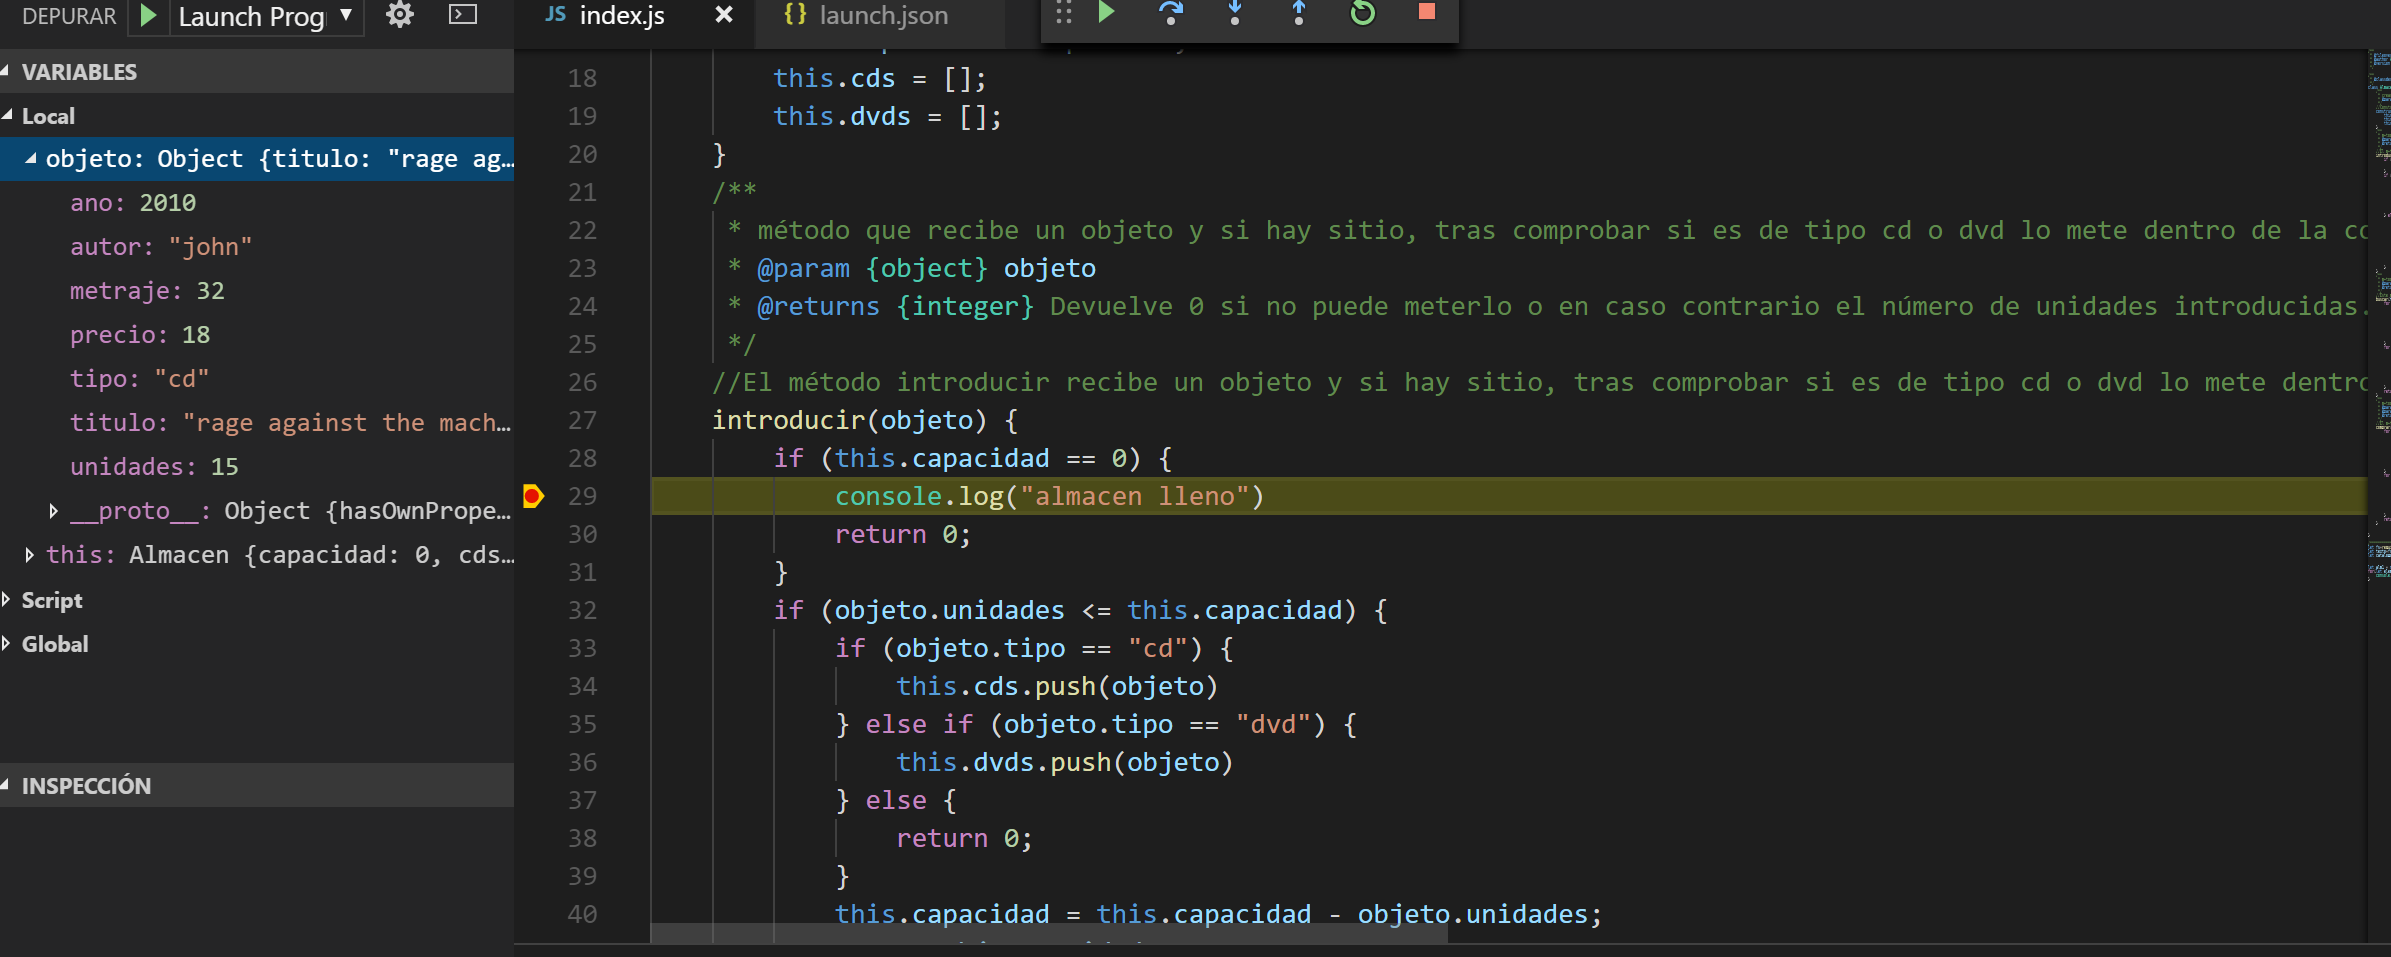 DEPURAR Launch Prog
VARIABLES
Local
objeto: Object {titulo: "rage ag…
ano: 2010
autor: "john"
metraje: 32
precio: 18
tipo: "cd"
titulo: "rage against the mach…
unidades: 15
__proto__: Object {hasOwnPrope…
this: Almacen {capacidad: 0, cds…
Script
Global
INSPECCIÓN
JS index.js
{} launch.json
18 this.cds = [];
19 this.dvds = [];
20 }
21 /**
22 * método que recibe un objeto y si hay sitio, tras comprobar si es de tipo cd o dvd lo mete dentro de la co
23 * @param {object} objeto
24 * @returns {integer} Devuelve 0 si no puede meterlo o en caso contrario el número de unidades introducidas.
25 */
26 //El método introducir recibe un objeto y si hay sitio, tras comprobar si es de tipo cd o dvd lo mete dentro
27 introducir(objeto) {
28 if (this.capacidad == 0) {
29 console.log("almacen lleno")
30 return 0;
31 }
32 if (objeto.unidades <= this.capacidad) {
33 if (objeto.tipo == "cd") {
34 this.cds.push(objeto)
35 } else if (objeto.tipo == "dvd") {
36 this.dvds.push(objeto)
37 } else {
38 return 0;
39 }
40 this.capacidad = this.capacidad - objeto.unidades;